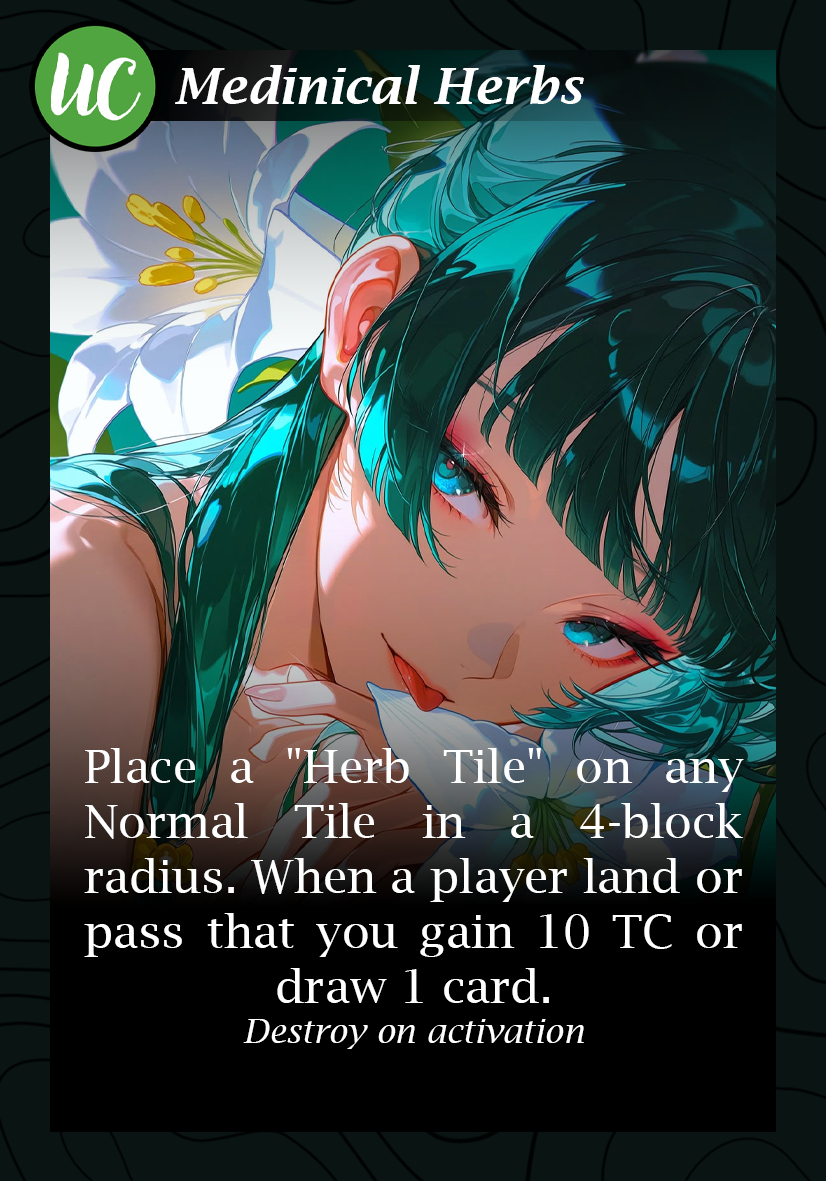 UC
Medinical Herbs
Place a "Herb Tile" on any
Normal Tile in a 4-block
radius. When a player land or
pass that you gain 10 TC or
draw 1 card.
Destroy on activation